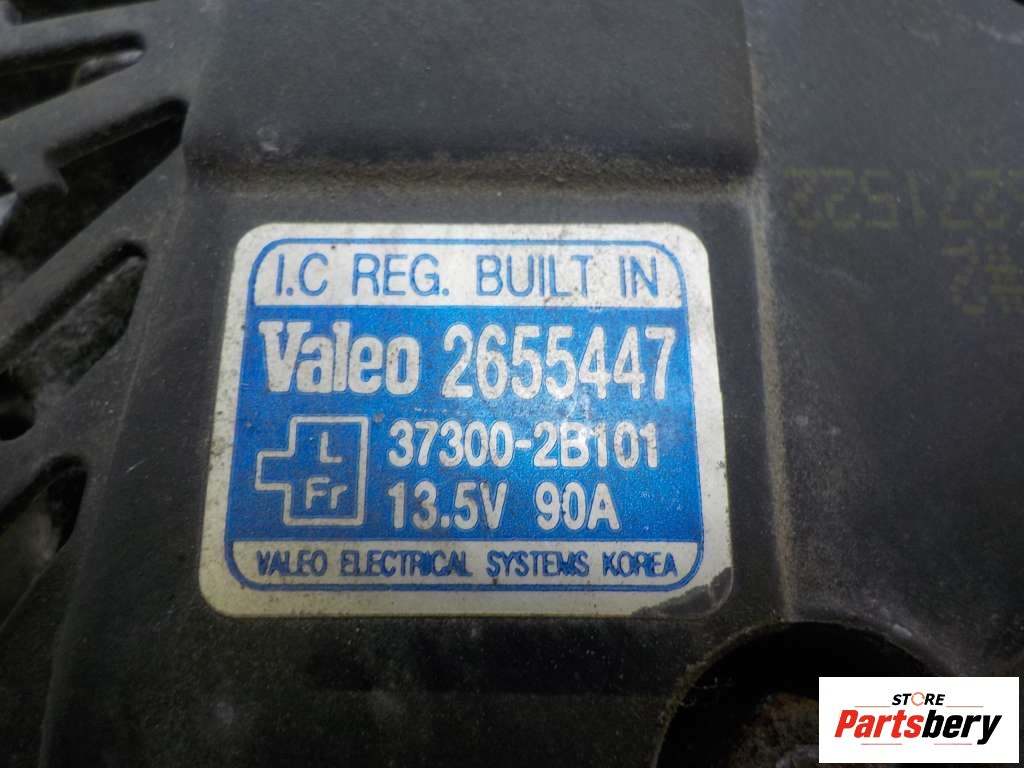 I.C REG. BUILT IN
Valeo 2655447
L
Fr
37300-2B101
13.5V 90A
VALEO ELECTRICAL SYSTEMS KOREA
STORE
Partsbery